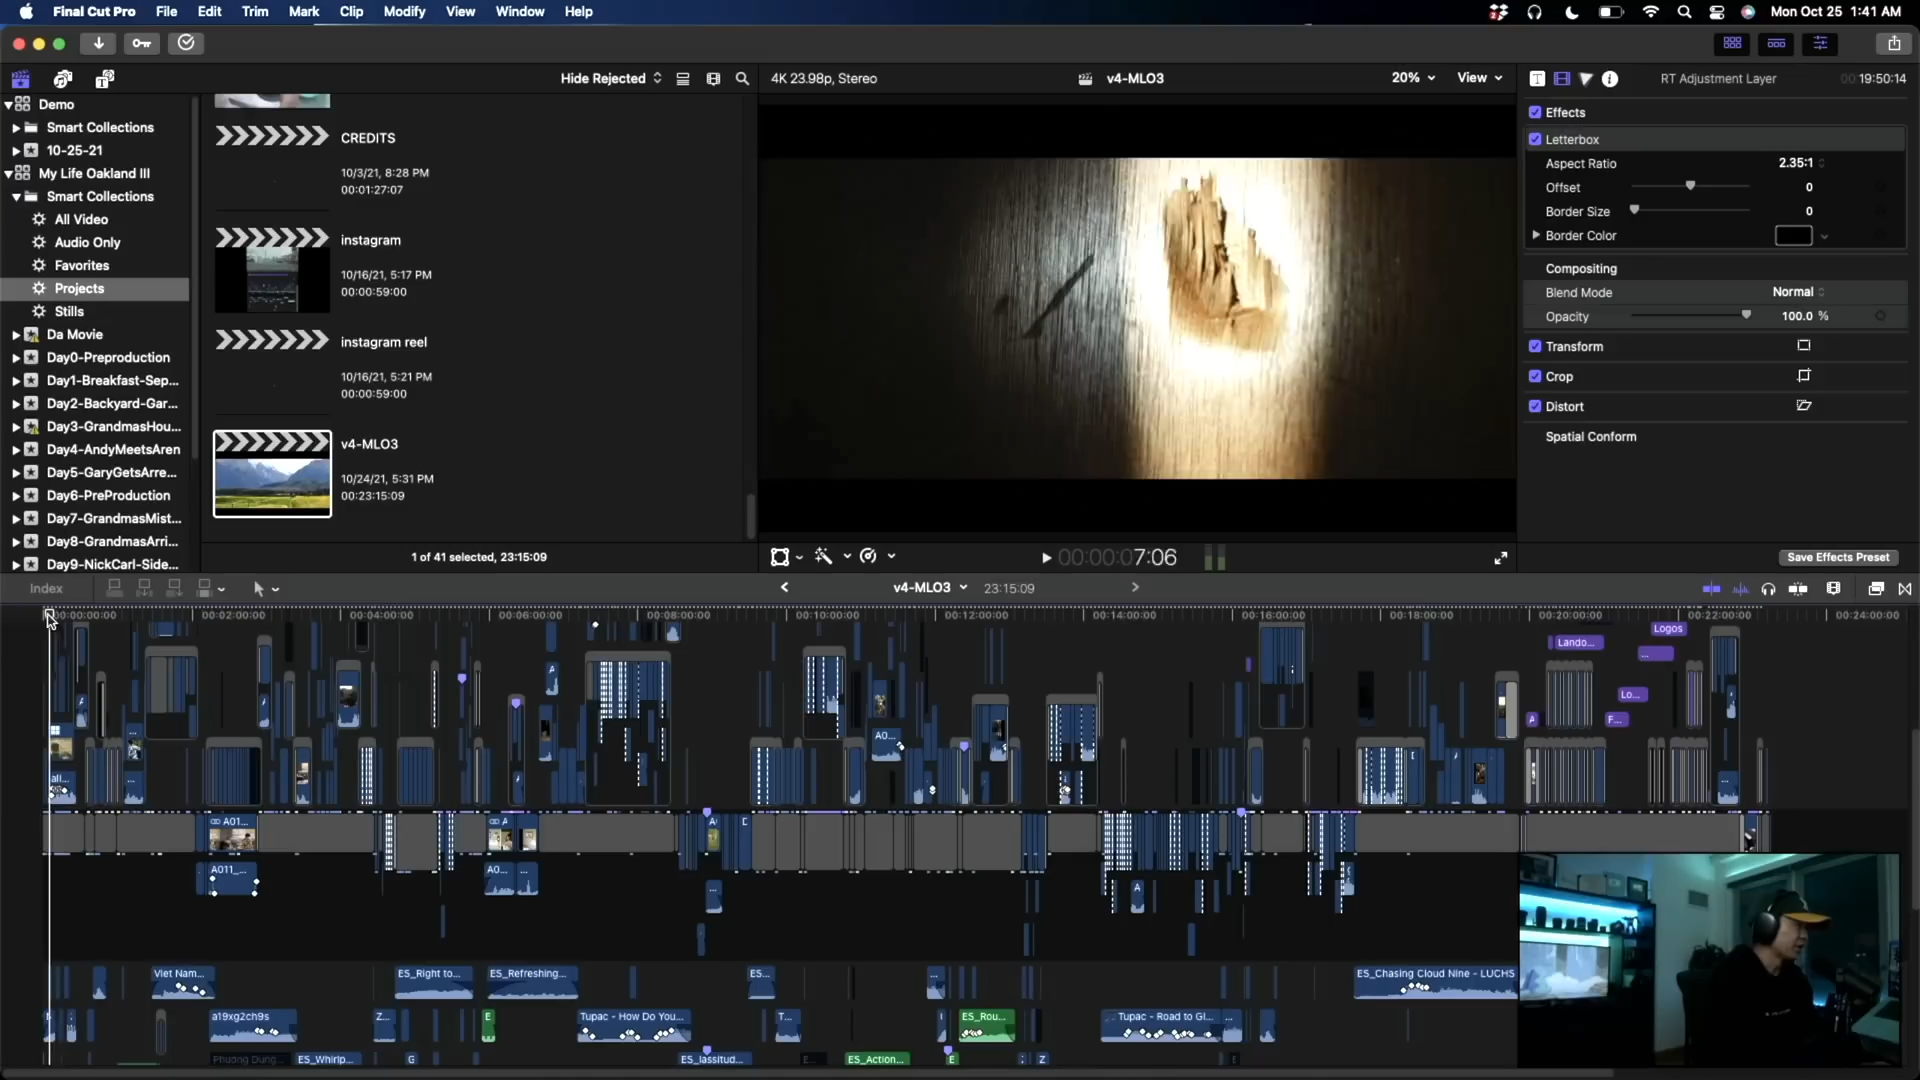 Final Cut Pro File Edit Trim Mark Clip Modify View Window Help
Mon Oct 25 1:41 AM
Hide Rejected
4K 23.98p, Stereo
v4-MLO3
20%
View
RT Adjustment Layer
00:19:50:14
Demo
Smart Collections
10-25-21
My Life Oakland III
Smart Collections
All Video
Audio Only
Favorites
Projects
Stills
Da Movie
Day0-Preproduction
Day1-Breakfast-Sep...
Day2-Backyard-Gar...
Day3-GrandmasHou...
Day4-AndyMeetsAren
Day5-GaryGetsArre...
Day6-PreProduction
Day7-GrandmasMist...
Day8-GrandmasArri...
Day9-NickCarl-Side...
CREDITS
10/3/21, 8:28 PM
00:01:27:07
instagram
10/16/21, 5:17 PM
00:00:59:00
instagram reel
10/16/21, 5:21 PM
00:00:59:00
v4-MLO3
10/24/21, 5:31 PM
00:23:15:09
1 of 41 selected, 23:15:09
Effects
Letterbox
Aspect Ratio 2.35:1
Offset 0
Border Size 0
Border Color
Compositing
Blend Mode Normal
Opacity 100.0 %
Transform
Crop
Distort
Spatial Conform
00:00:07:06
Save Effects Preset
Index
v4-MLO3
23:15:09
00:00:00:00 00:02:00:00 00:04:00:00 00:06:00:00 00:08:00:00 00:10:00:00 00:12:00:00 00:14:00:00 00:16:00:00 00:18:00:00 00:20:00:00 00:22:00:00 00:24:00:00
Logos
Lando...
Lo...
A
F...
A0...
all...
A01...
A
D
A011_...
A0...
A
Viet Nam...
ES_Right to...
ES_Refreshing...
ES...
ES_Chasing Cloud Nine - LUCHS
a19xg2ch9s
Z...
E
Tupac - How Do You...
T...
ES_Rou...
Tupac - Road to Gl...
Phuong Dung...
ES_Whirlp...
G
ES_lassitud...
E...
ES_Action...
E
Z